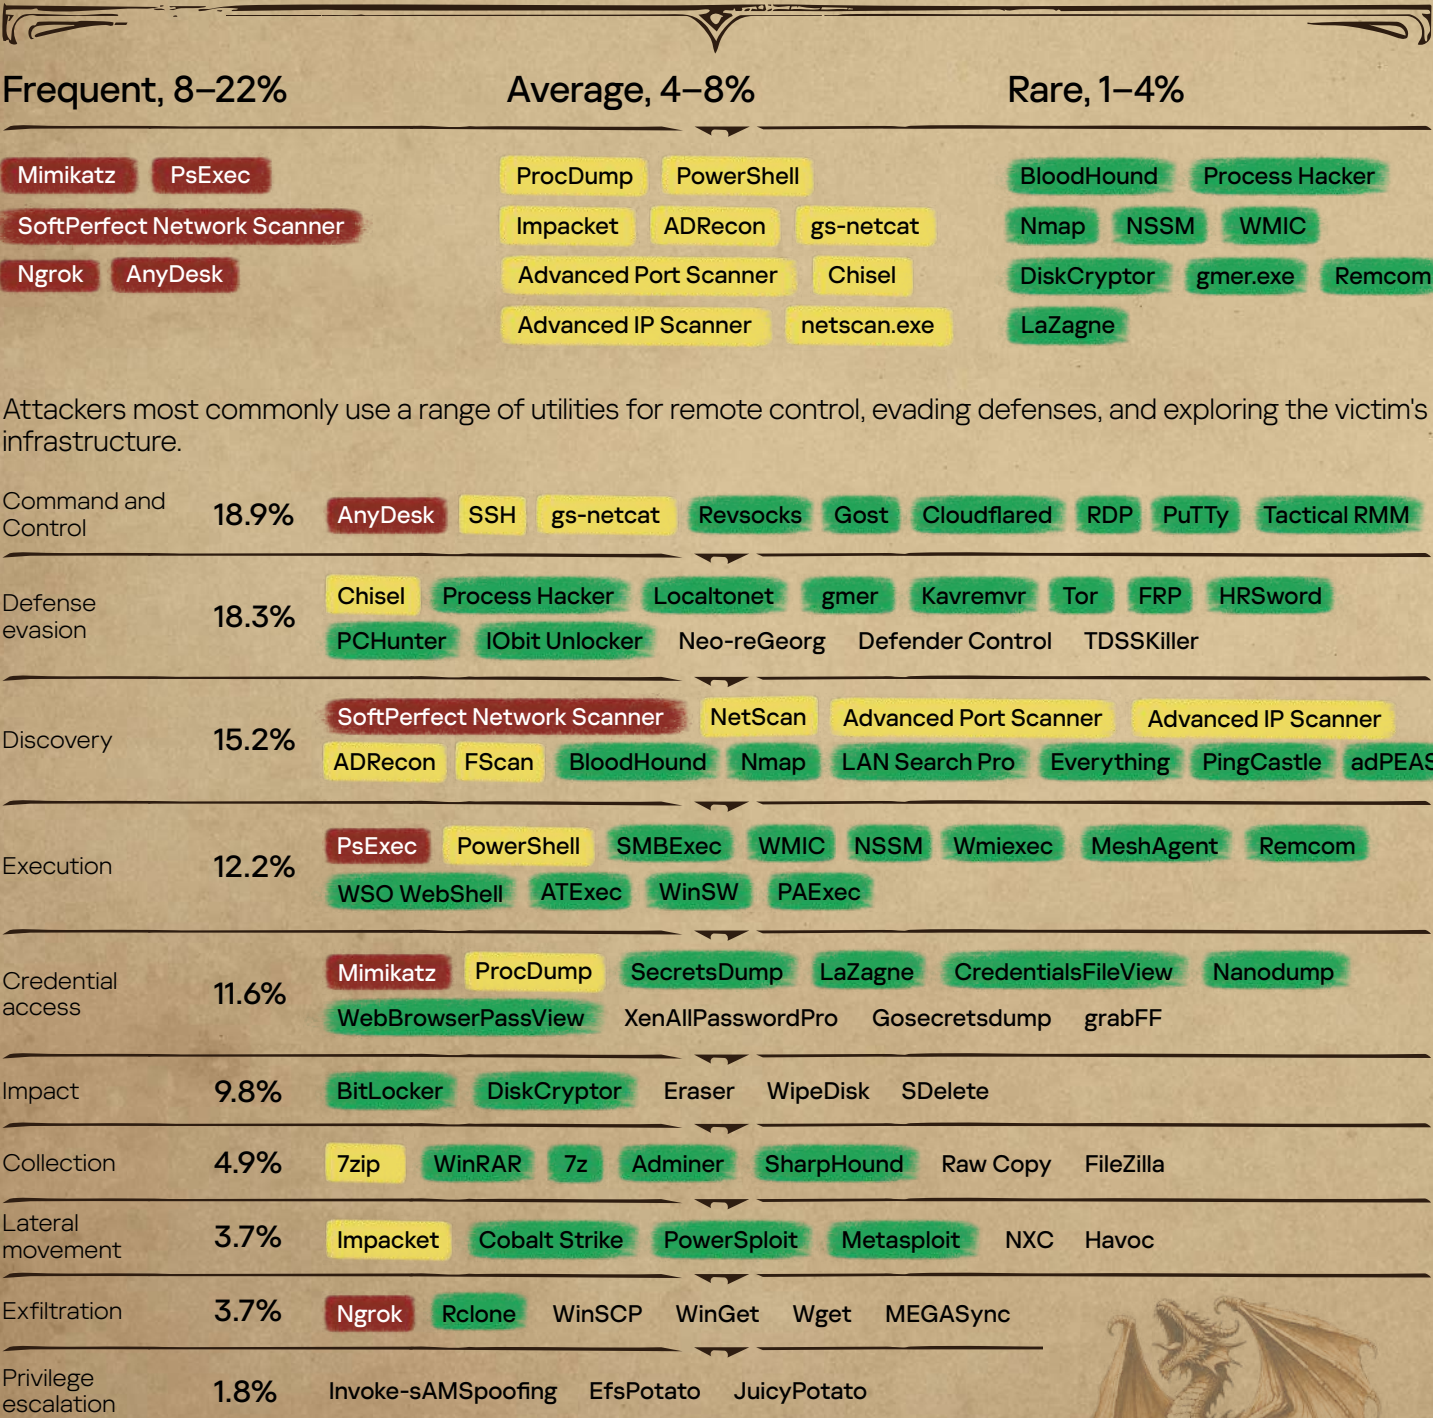 Frequent, 8–22%
Average, 4–8%
Rare, 1–4%
Mimikatz PsExec
SoftPerfect Network Scanner
Ngrok AnyDesk
ProcDump PowerShell
Impacket ADRecon gs-netcat
Advanced Port Scanner Chisel
Advanced IP Scanner netscan.exe
BloodHound Process Hacker
Nmap NSSM WMIC
DiskCryptor gmer.exe Remcom
LaZagne
Attackers most commonly use a range of utilities for remote control, evading defenses, and exploring the victim's
infrastructure.
Command and
Control
18.9%
AnyDesk SSH gs-netcat Revsocks Gost Cloudflared RDP PuTTy Tactical RMM
Defense
evasion
18.3%
Chisel Process Hacker Localtonet gmer Kavremvr Tor FRP HRSword
PCHunter IObit Unlocker Neo-reGeorg Defender Control TDSSKiller
Discovery
15.2%
SoftPerfect Network Scanner NetScan Advanced Port Scanner Advanced IP Scanner
ADRecon FScan BloodHound Nmap LAN Search Pro Everything PingCastle adPEAS
Execution
12.2%
PsExec PowerShell SMBExec WMIC NSSM Wmiexec MeshAgent Remcom
WSO WebShell ATExec WinSW PAExec
Credential
access
11.6%
Mimikatz ProcDump SecretsDump LaZagne CredentialsFileView Nanodump
WebBrowserPassView XenAllPasswordPro Gosecretsdump grabFF
Impact
9.8%
BitLocker DiskCryptor Eraser WipeDisk SDelete
Collection
4.9%
7zip WinRAR 7z Adminer SharpHound Raw Copy FileZilla
Lateral
movement
3.7%
Impacket Cobalt Strike PowerSploit Metasploit NXC Havoc
Exfiltration
3.7%
Ngrok Rclone WinSCP WinGet Wget MEGASync
Privilege
escalation
1.8%
Invoke-sAMSpoofing EfsPotato JuicyPotato